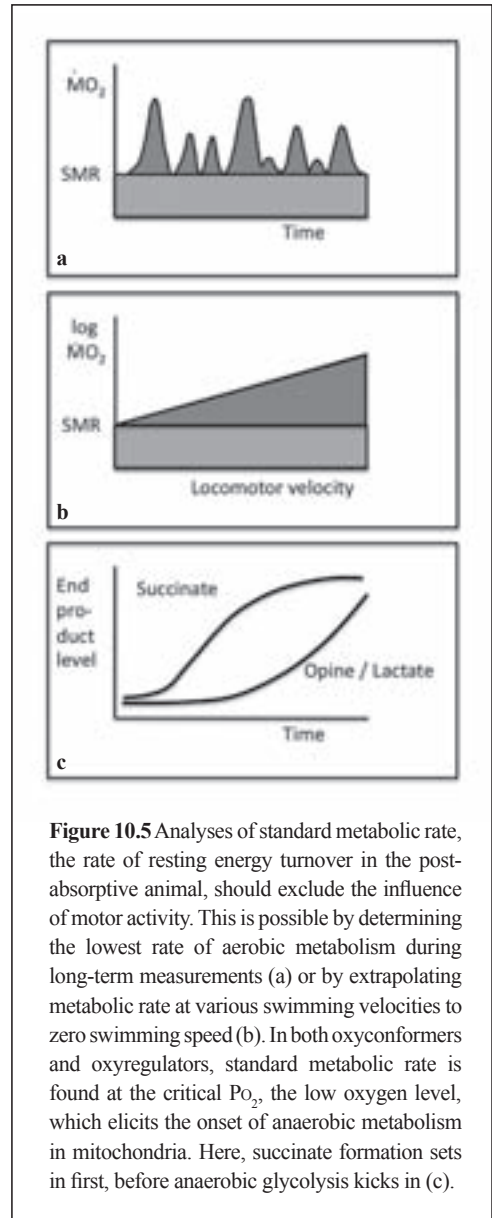 ṀO₂
SMR
Time
a
log
ṀO₂
SMR
Locomotor velocity
b
End
pro-
duct
level
Succinate
Opine / Lactate
Time
c
Figure 10.5 Analyses of standard metabolic rate,
the rate of resting energy turnover in the post-
absorptive animal, should exclude the influence
of motor activity. This is possible by determining
the lowest rate of aerobic metabolism during
long-term measurements (a) or by extrapolating
metabolic rate at various swimming velocities to
zero swimming speed (b). In both oxyconformers
and oxyregulators, standard metabolic rate is
found at the critical Po₂, the low oxygen level,
which elicits the onset of anaerobic metabolism
in mitochondria. Here, succinate formation sets
in first, before anaerobic glycolysis kicks in (c).